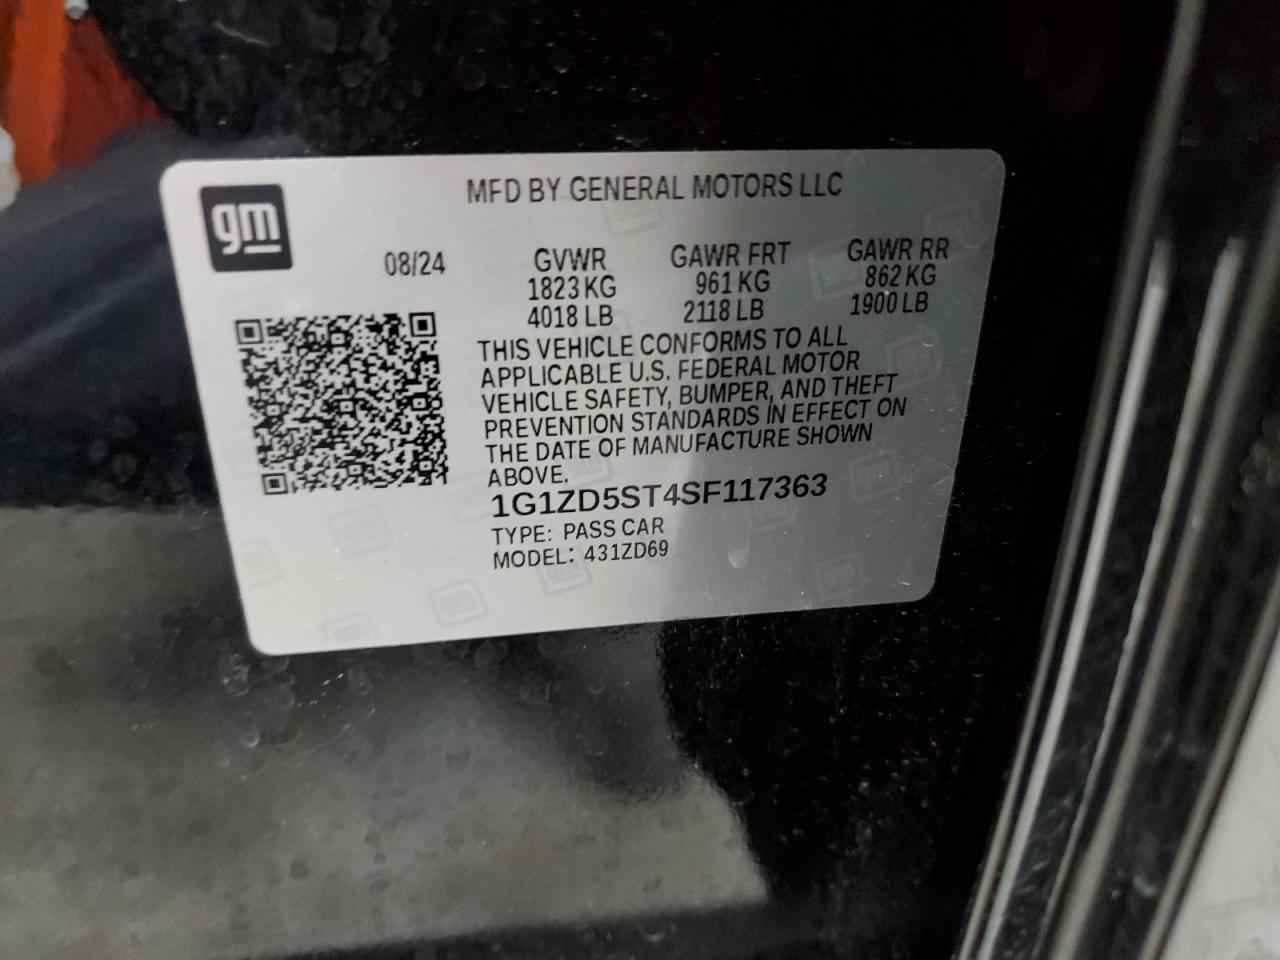 gm
MFD BY GENERAL MOTORS LLC
08/24 GVWR GAWR FRT GAWR RR
1823 KG 961 KG 862 KG
4018 LB 2118 LB 1900 LB
THIS VEHICLE CONFORMS TO ALL
APPLICABLE U.S. FEDERAL MOTOR
VEHICLE SAFETY, BUMPER, AND THEFT
PREVENTION STANDARDS IN EFFECT ON
THE DATE OF MANUFACTURE SHOWN
ABOVE.
1G1ZD5ST4SF117363
TYPE: PASS CAR
MODEL: 431ZD69